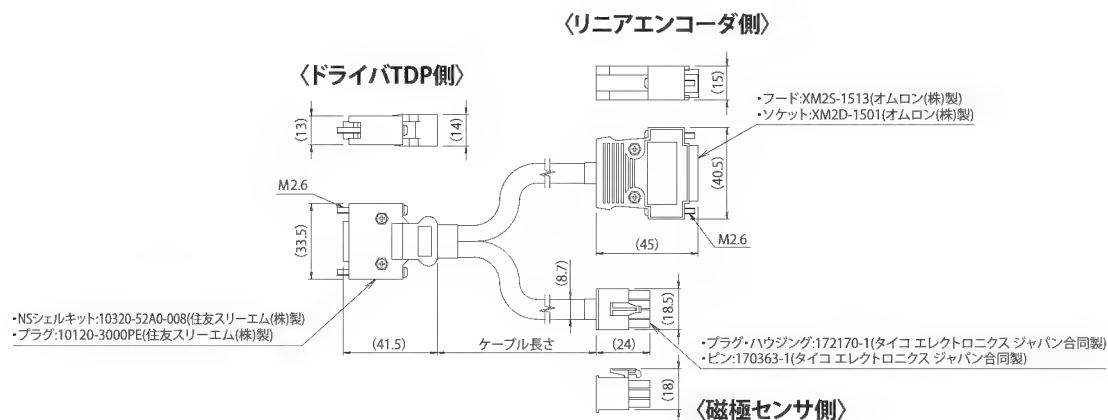 〈リニアエンコーダ側〉
〈ドライバTDP側〉
(15)
・フード:XM2S-1513(オムロン(株)製)
・ソケット:XM2D-1501(オムロン(株)製)
(13)
(14)
(40.5)
M2.6
M2.6
(45)
(33.5)
(8.7)
(18.5)
・NSシェルキット:10320-52A0-008(住友スリーエム(株)製)
・プラグ:10120-3000PE(住友スリーエム(株)製)
(41.5)
ケーブル長さ
(24)
・プラグ・ハウジング:172170-1(タイコ エレクトロニクス ジャパン合同製)
・ピン:170363-1(タイコ エレクトロニクス ジャパン合同製)
(18)
〈磁極センサ側〉